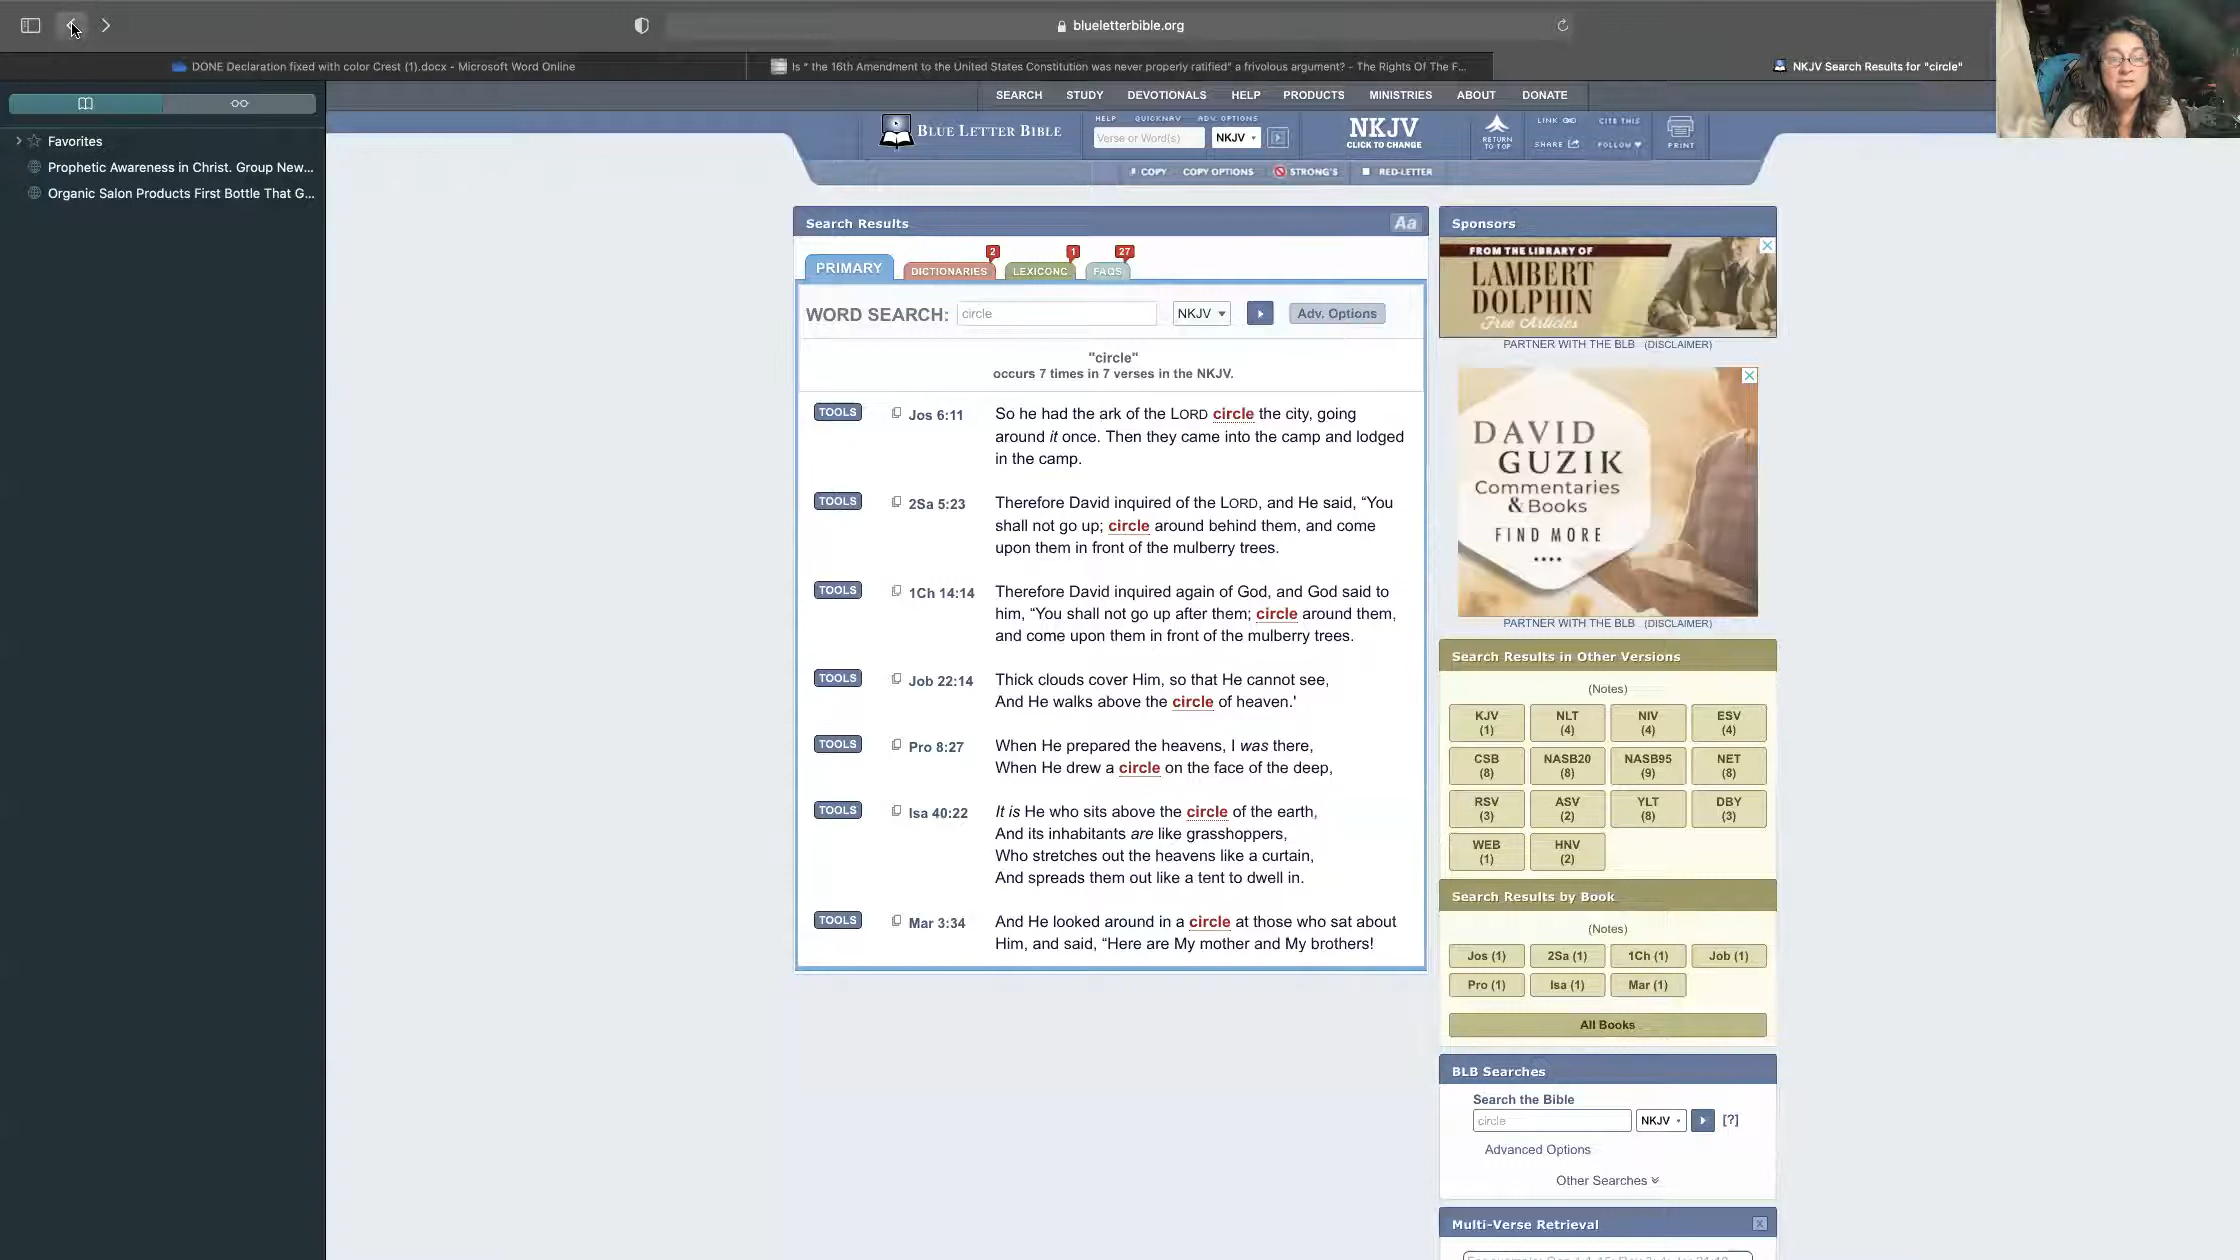 blueletterbible.org
DONE Declaration fixed with color Crest (1).docx - Microsoft Word Online
Is " the 16th Amendment to the United States Constitution was never properly ratified" a frivolous argument? - The Rights Of The F...
NKJV Search Results for "circle"
Favorites
Prophetic Awareness in Christ. Group New...
Organic Salon Products First Bottle That G...
SEARCH STUDY DEVOTIONALS HELP PRODUCTS MINISTRIES ABOUT DONATE
BLUE LETTER BIBLE
HELP QUICKNAV ADV. OPTIONS
Verse or Word(s) NKJV
NKJV
CLICK TO CHANGE
RETURN
TO TOP
LINK CITE THIS
SHARE FOLLOW
PRINT
COPY COPY OPTIONS STRONG'S RED-LETTER
Search Results Aa
2 1 27
PRIMARY DICTIONARIES LEXICONC FAQS
WORD SEARCH: circle NKJV Adv. Options
"circle"
occurs 7 times in 7 verses in the NKJV.
TOOLS Jos 6:11 So he had the ark of the LORD circle the city, going
around it once. Then they came into the camp and lodged
in the camp.
TOOLS 2Sa 5:23 Therefore David inquired of the LORD, and He said, “You
shall not go up; circle around behind them, and come
upon them in front of the mulberry trees.
TOOLS 1Ch 14:14 Therefore David inquired again of God, and God said to
him, “You shall not go up after them; circle around them,
and come upon them in front of the mulberry trees.
TOOLS Job 22:14 Thick clouds cover Him, so that He cannot see,
And He walks above the circle of heaven.'
TOOLS Pro 8:27 When He prepared the heavens, I was there,
When He drew a circle on the face of the deep,
TOOLS Isa 40:22 It is He who sits above the circle of the earth,
And its inhabitants are like grasshoppers,
Who stretches out the heavens like a curtain,
And spreads them out like a tent to dwell in.
TOOLS Mar 3:34 And He looked around in a circle at those who sat about
Him, and said, “Here are My mother and My brothers!
Sponsors
FROM THE LIBRARY OF
LAMBERT
DOLPHIN
Free Articles
PARTNER WITH THE BLB (DISCLAIMER)
DAVID
GUZIK
Commentaries
& Books
FIND MORE
PARTNER WITH THE BLB (DISCLAIMER)
Search Results in Other Versions
(Notes)
KJV NLT NIV ESV
(1) (4) (4) (4)
CSB NASB20 NASB95 NET
(8) (8) (9) (8)
RSV ASV YLT DBY
(3) (2) (8) (3)
WEB HNV
(1) (2)
Search Results by Book
(Notes)
Jos (1) 2Sa (1) 1Ch (1) Job (1)
Pro (1) Isa (1) Mar (1)
All Books
BLB Searches
Search the Bible
circle NKJV [?]
Advanced Options
Other Searches
Multi-Verse Retrieval x